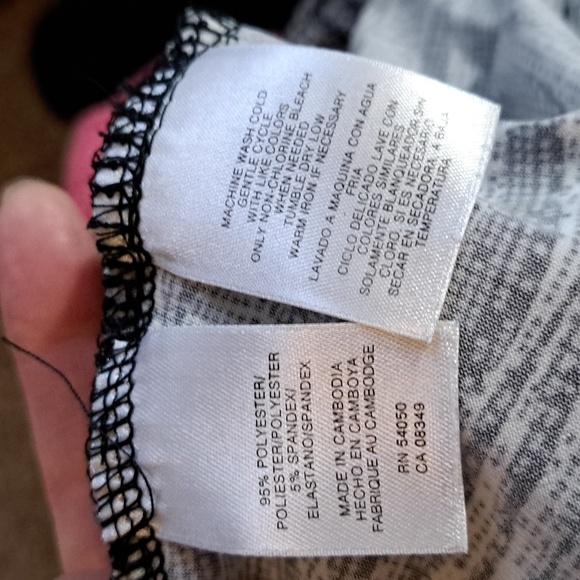 MACHINE WASH COLD
GENTLE CYCLE
WITH LIKE COLORS
ONLY NON-CHLORINE BLEACH
WHEN NEEDED
TUMBLE DRY LOW
WARM IRON IF NECESSARY
LAVADO A MAQUINA CON AGUA
FRIA
CICLO DELICADO LAVE CON
COLORES SIMILARES
SOLAMENTE BLANQUEADOR SIN
CLORO, SI ES NECESARIO
SECAR EN SECADORA A BAJA
TEMPERATURA
95% POLYESTER/
POLIESTER/POLYESTER
5% SPANDEX/
ELASTANO/SPANDEX
MADE IN CAMBODIA
HECHO EN CAMBOYA
FABRIQUE AU CAMBODGE
RN 54050
CA 08349